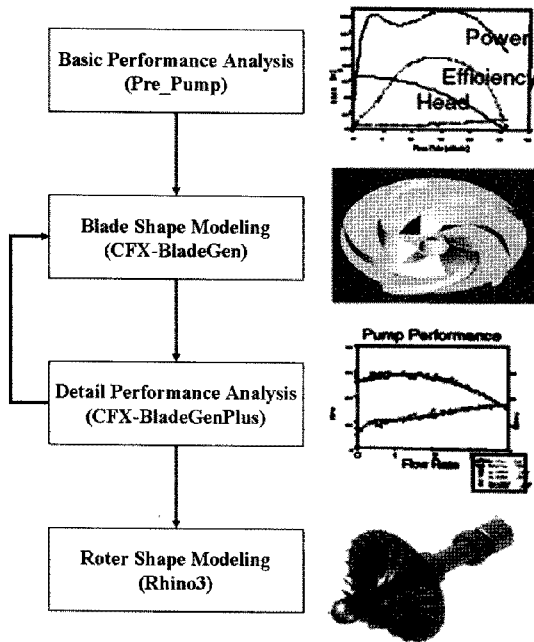 Basic Performance Analysis
(Pre_Pump)
Power
Efficiency
Head
Blade Shape Modeling
(CFX-BladeGen)
Pump Performance
Detail Performance Analysis
(CFX-BladeGenPlus)
Flow Rate
Roter Shape Modeling
(Rhino3)